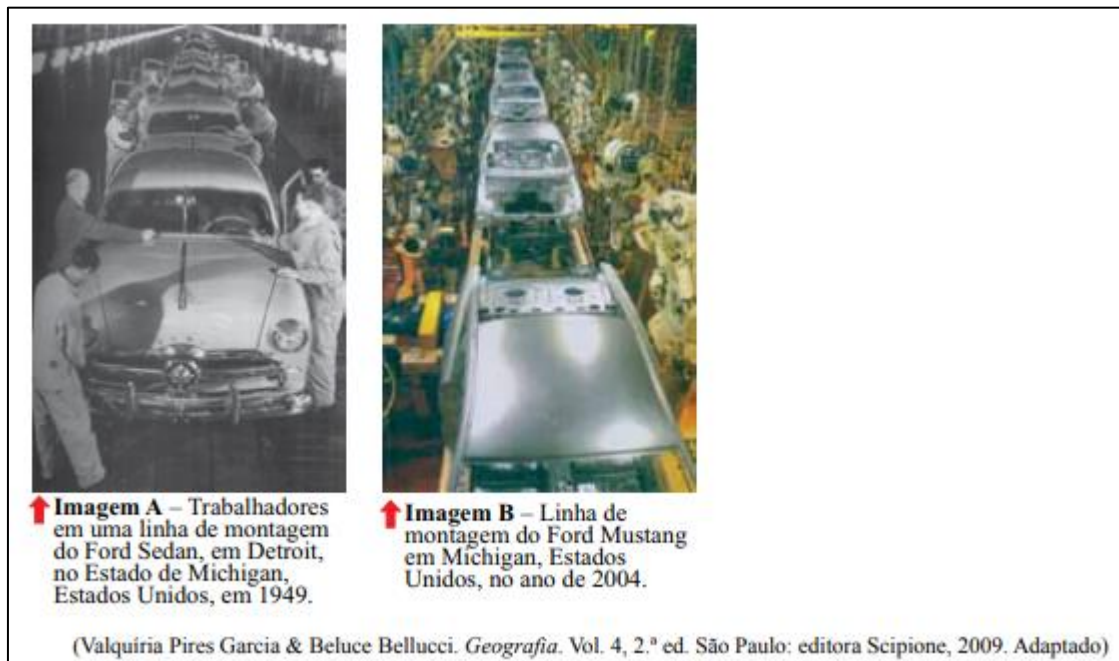 Imagem A – Trabalhadores
em uma linha de montagem
do Ford Sedan, em Detroit,
no Estado de Michigan,
Estados Unidos, em 1949.
Imagem B – Linha de
montagem do Ford Mustang
em Michigan, Estados
Unidos, no ano de 2004.
(Valquíria Pires Garcia & Beluce Bellucci. Geografia. Vol. 4, 2.ª ed. São Paulo: editora Scipione, 2009. Adaptado)